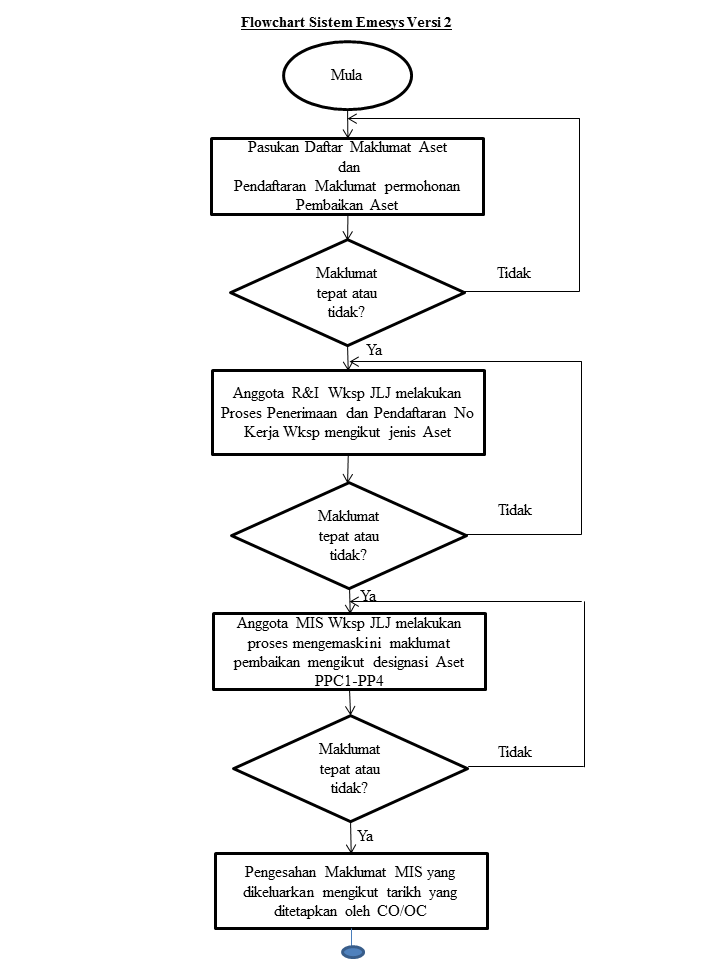 Flowchart Sistem Emesys Versi 2
Mula
Pasukan Daftar Maklumat Aset
dan
Pendaftaran Maklumat permohonan
Pembaikan Aset
Maklumat
tepat atau
tidak?
Tidak
Ya
Anggota R&I Wksp JLJ melakukan
Proses Penerimaan dan Pendaftaran No
Kerja Wksp mengikut jenis Aset
Maklumat
tepat atau
tidak?
Tidak
Ya
Anggota MIS Wksp JLJ melakukan
proses mengemaskini maklumat
pembaikan mengikut designasi Aset
PPC1-PP4
Maklumat
tepat atau
tidak?
Tidak
Ya
Pengesahan Maklumat MIS yang
dikeluarkan mengikut tarikh yang
ditetapkan oleh CO/OC